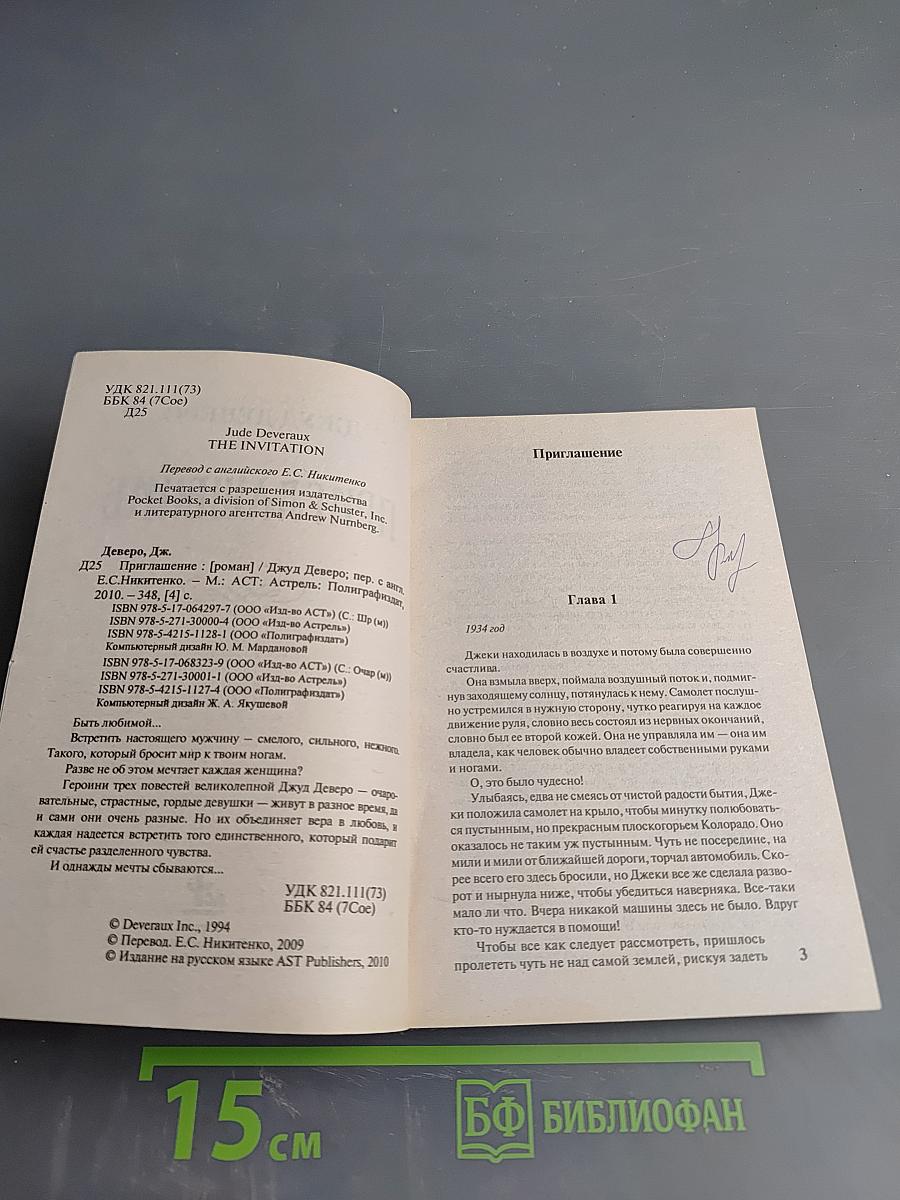 УДК 821.111(73)
ББК 84 (7Сое)
Д25
Jude Deveraux
THE INVITATION
Перевод с английского Е.С. Никитенко
Печатается с разрешения издательства
Pocket Books, a division of Simon & Schuster, Inc.
и литературного агентства Andrew Nurnberg.
Деверо, Дж.
Д25 Приглашение : [роман] / Джуд Деверо; пер. с англ.
Е.С.Никитенко. – М.: АСТ: Астрель: Полиграфиздат,
2010. – 348, [4] с.
ISBN 978-5-17-064297-7 (ООО «Изд-во АСТ») (С.: Шр (м))
ISBN 978-5-271-30000-4 (ООО «Изд-во Астрель»)
ISBN 978-5-4215-1128-1 (ООО «Полиграфиздат»)
Компьютерный дизайн Ю. М. Мардановой
ISBN 978-5-17-068323-9 (ООО «Изд-во АСТ») (С.: Очар (м))
ISBN 978-5-271-30001-1 (ООО «Изд-во Астрель»)
ISBN 978-5-4215-1127-4 (ООО «Полиграфиздат»)
Компьютерный дизайн Ж. А. Якушевой
Быть любимой...
Встретить настоящего мужчину — смелого, сильного, нежного.
Такого, который бросит мир к твоим ногам.
Разве не об этом мечтает каждая женщина?
Героини трех повестей великолепной Джуд Деверо — очаро-
вательные, страстные, гордые девушки — живут в разное время, да
и сами они очень разные. Но их объединяет вера в любовь, и
каждая надеется встретить того единственного, который подарит
ей счастье разделенного чувства.
И однажды мечты сбываются...
УДК 821.111(73)
ББК 84 (7Сое)
© Deveraux Inc., 1994
© Перевод. Е.С. Никитенко, 2009
© Издание на русском языке AST Publishers, 2010
Приглашение
Глава 1
1934 год
Джеки находилась в воздухе и потому была совершенно
счастлива.
Она взмыла вверх, поймала воздушный поток и, подмиг-
нув заходящему солнцу, потянулась к нему. Самолет послуш-
но устремился в нужную сторону, чутко реагируя на каждое
движение руля, словно весь состоял из нервных окончаний,
словно был ее второй кожей. Она не управляла им — она им
владела, как человек обычно владеет собственными руками
и ногами.
О, это было чудесно!
Улыбаясь, едва не смеясь от чистой радости бытия, Дже-
ки положила самолет на крыло, чтобы минутку полюбовать-
ся пустынным, но прекрасным плоскогорьем Колорадо. Оно
оказалось не таким уж пустынным. Чуть не посередине, на
мили и мили от ближайшей дороги, торчал автомобиль. Ско-
рее всего его здесь бросили, но Джеки все же сделала разво-
рот и нырнула ниже, чтобы убедиться наверняка. Все-таки
мало ли что. Вчера никакой машины здесь не было. Вдруг
кто-то нуждается в помощи!
Чтобы все как следует рассмотреть, пришлось
пролететь чуть не над самой землей, рискуя задеть
3
15 см
БФ БИБЛИОФАН